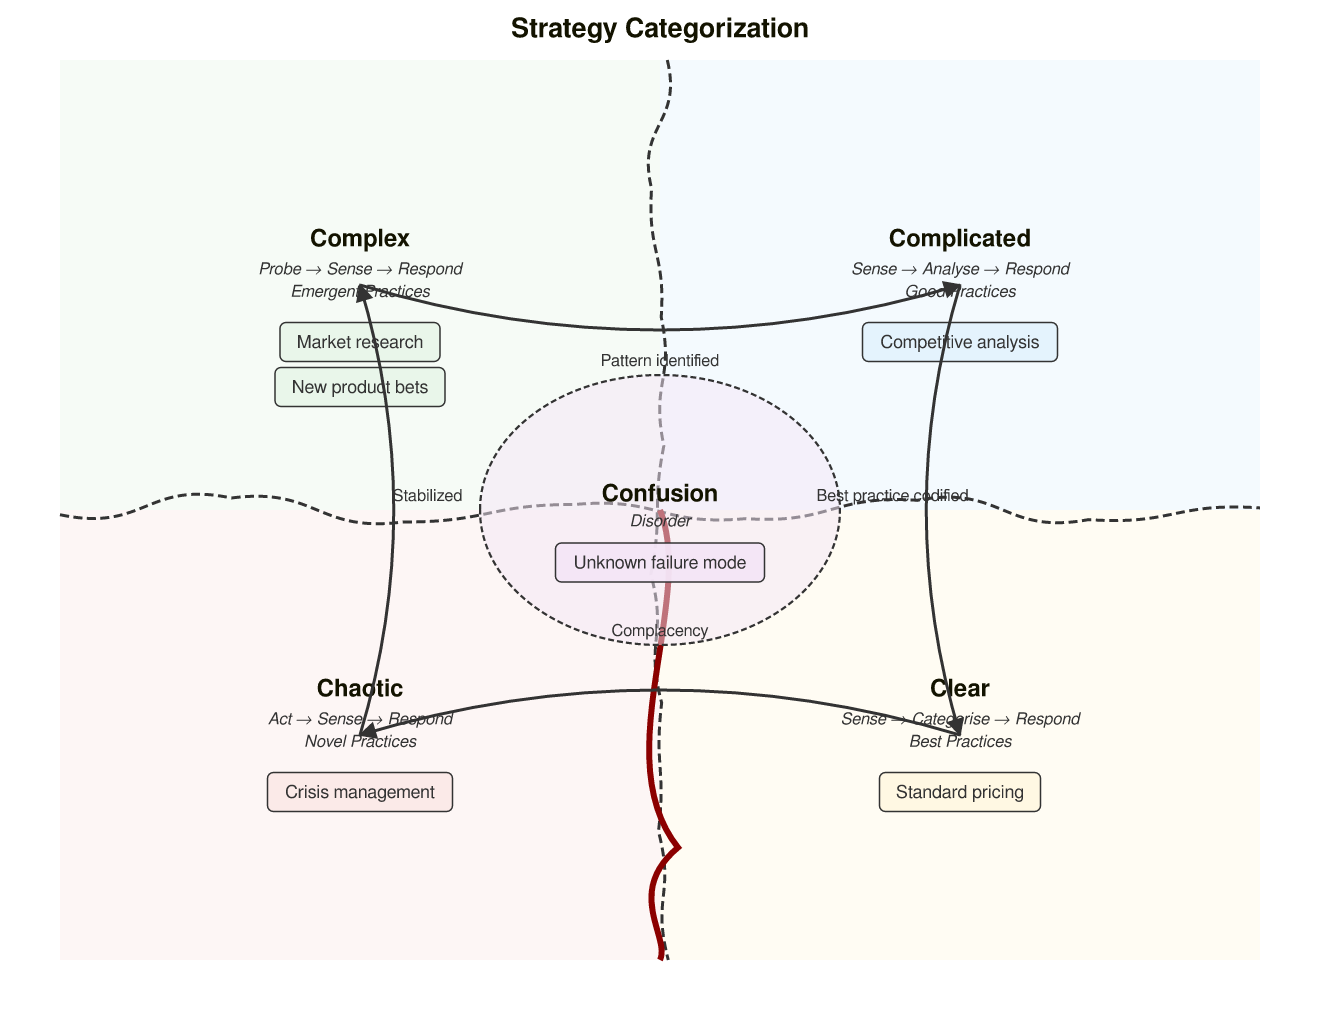 Strategy Categorization
Complex
Probe → Sense → Respond
Emergent Practices
Market research
New product bets
Complicated
Sense → Analyse → Respond
Good Practices
Competitive analysis
Pattern identified
Stabilized
Best practice codified
Confusion
Disorder
Unknown failure mode
Complacency
Chaotic
Act → Sense → Respond
Novel Practices
Crisis management
Clear
Sense → Categorise → Respond
Best Practices
Standard pricing